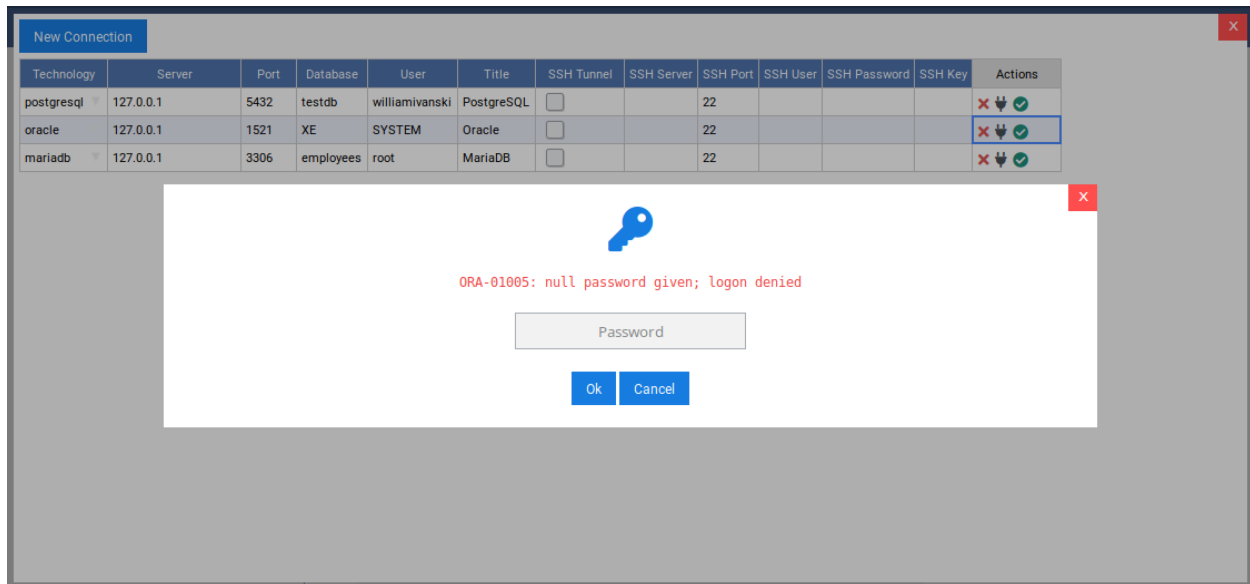 X
New Connection
Technology Server Port Database User Title SSH Tunnel SSH Server SSH Port SSH User SSH Password SSH Key Actions
postgresql 127.0.0.1 5432 testdb williamivanski PostgreSQL 22
oracle 127.0.0.1 1521 XE SYSTEM Oracle 22
mariadb 127.0.0.1 3306 employees root MariaDB 22
X
ORA-01005: null password given; logon denied
Password
Ok Cancel